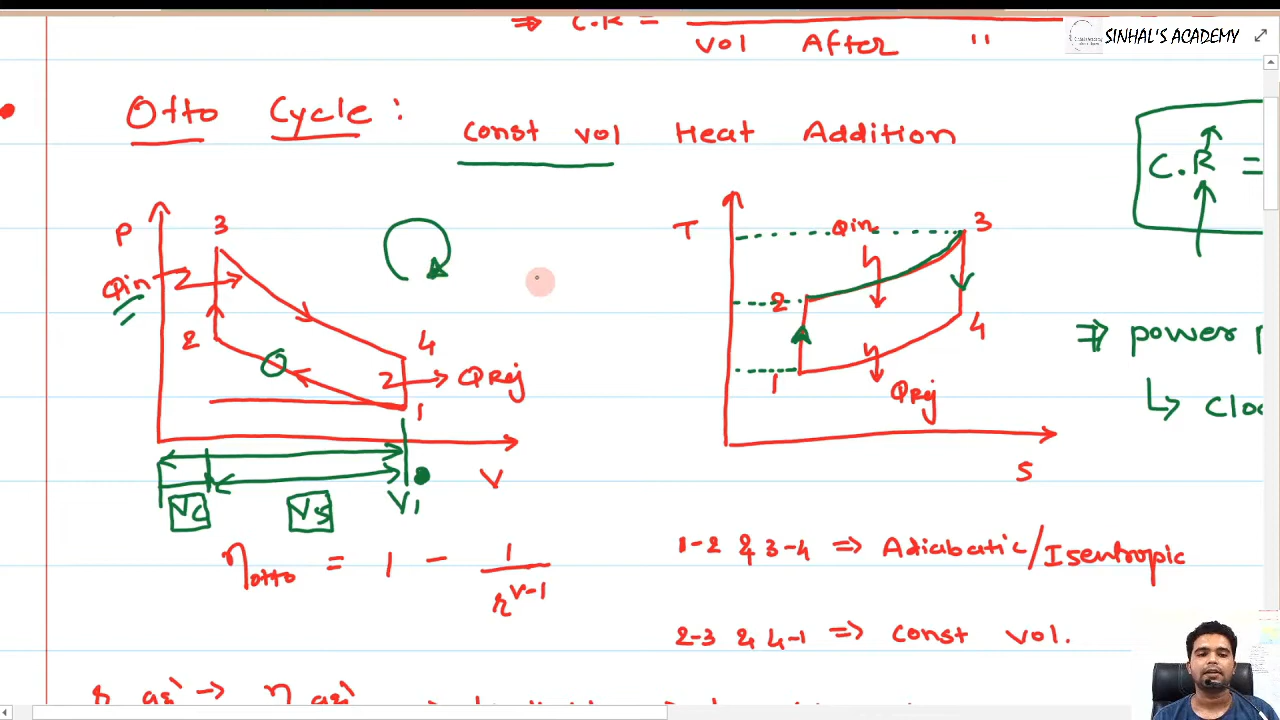 ⇒ C.R =
Vol After "
SINHAL'S ACADEMY
Otto Cycle:
Const vol Heat Addition
C.R =
P
3
Qin
2
4
QRej
1
V
VC
VS
V1
T
Qin
3
2
4
1
QRej
S
⇒ power
↳ cloc
ηotto = 1 - 1
r^γ-1
1-2 & 3-4 ⇒ Adiabatic/Isentropic
2-3 & 4-1 ⇒ const vol.